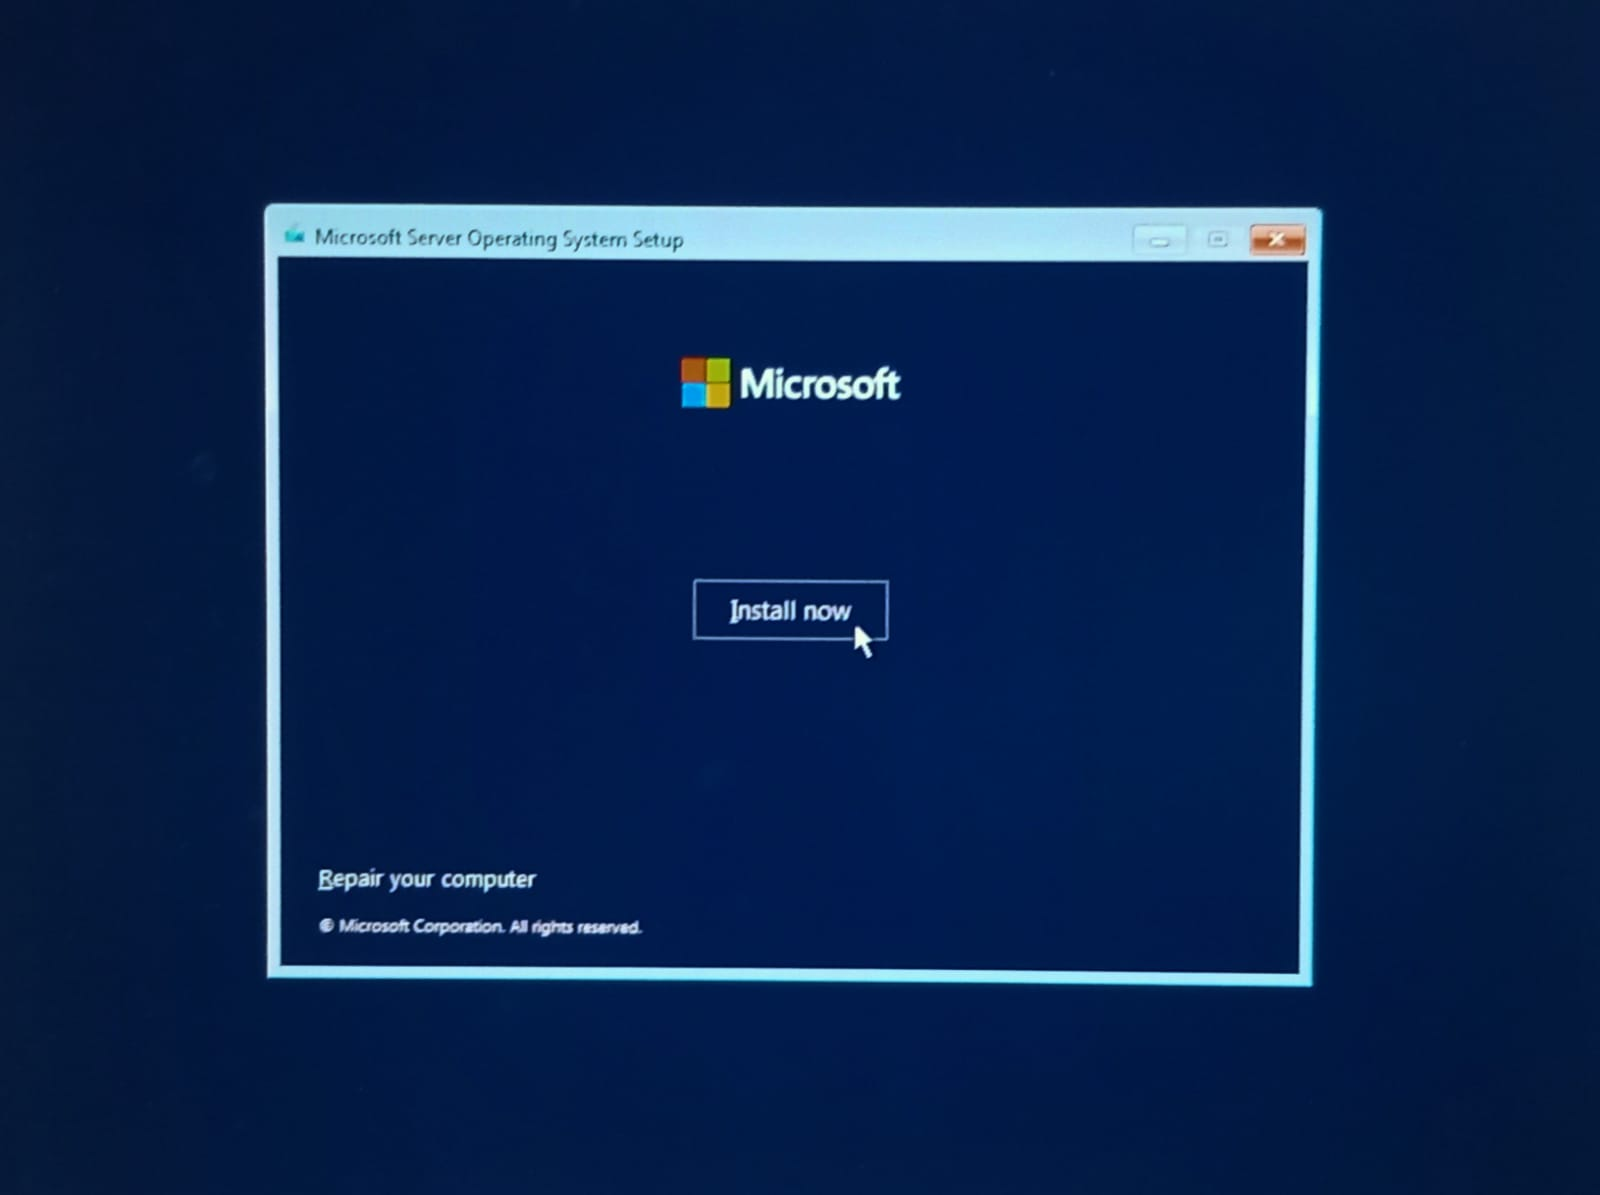 Microsoft Server Operating System Setup
Microsoft
Install now
Repair your computer
© Microsoft Corporation. All rights reserved.